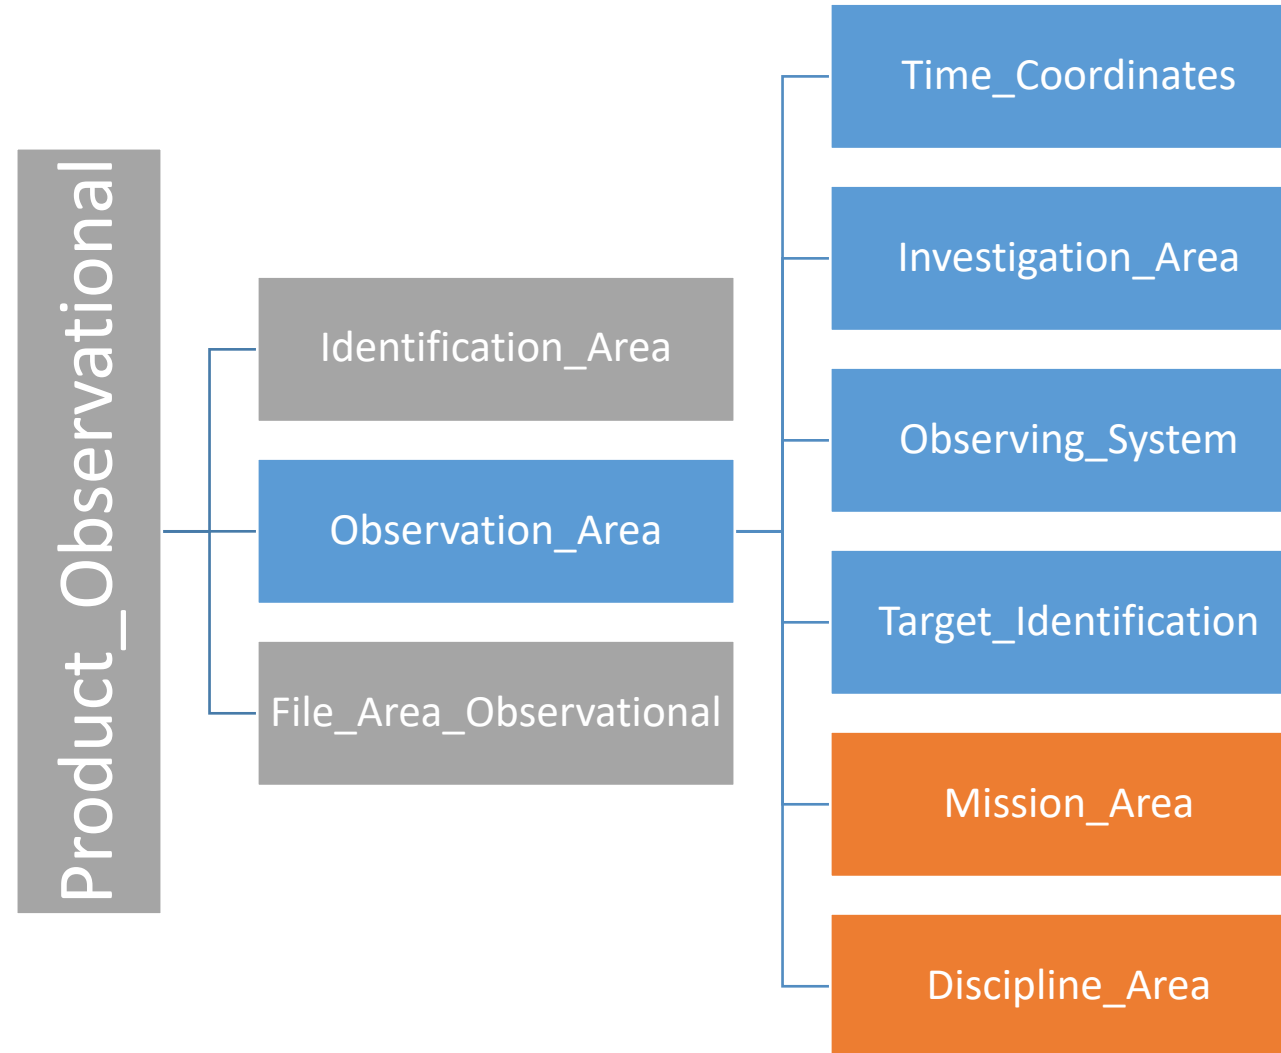 Product_Observational
Identification_Area
Observation_Area
File_Area_Observational
Time_Coordinates
Investigation_Area
Observing_System
Target_Identification
Mission_Area
Discipline_Area